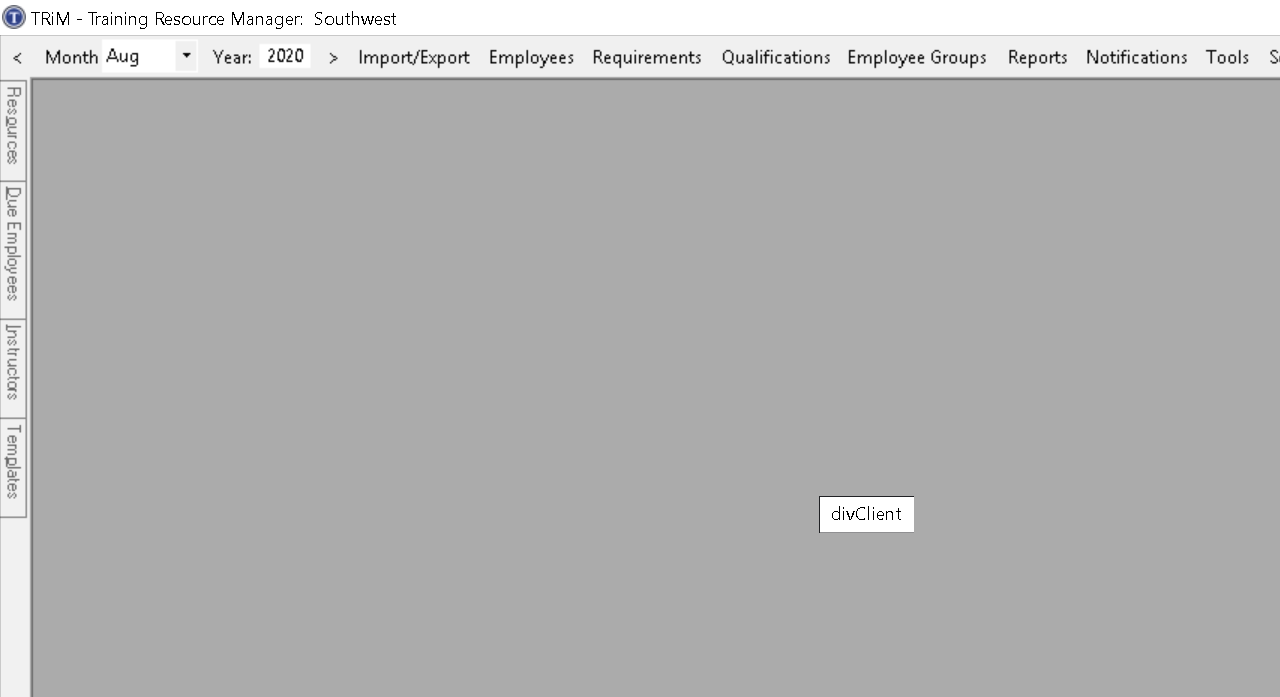 TRiM - Training Resource Manager: Southwest
< Month Aug Year: 2020 > Import/Export Employees Requirements Qualifications Employee Groups Reports Notifications Tools
Resources
Due Employees
Instructors
Templates
divClient